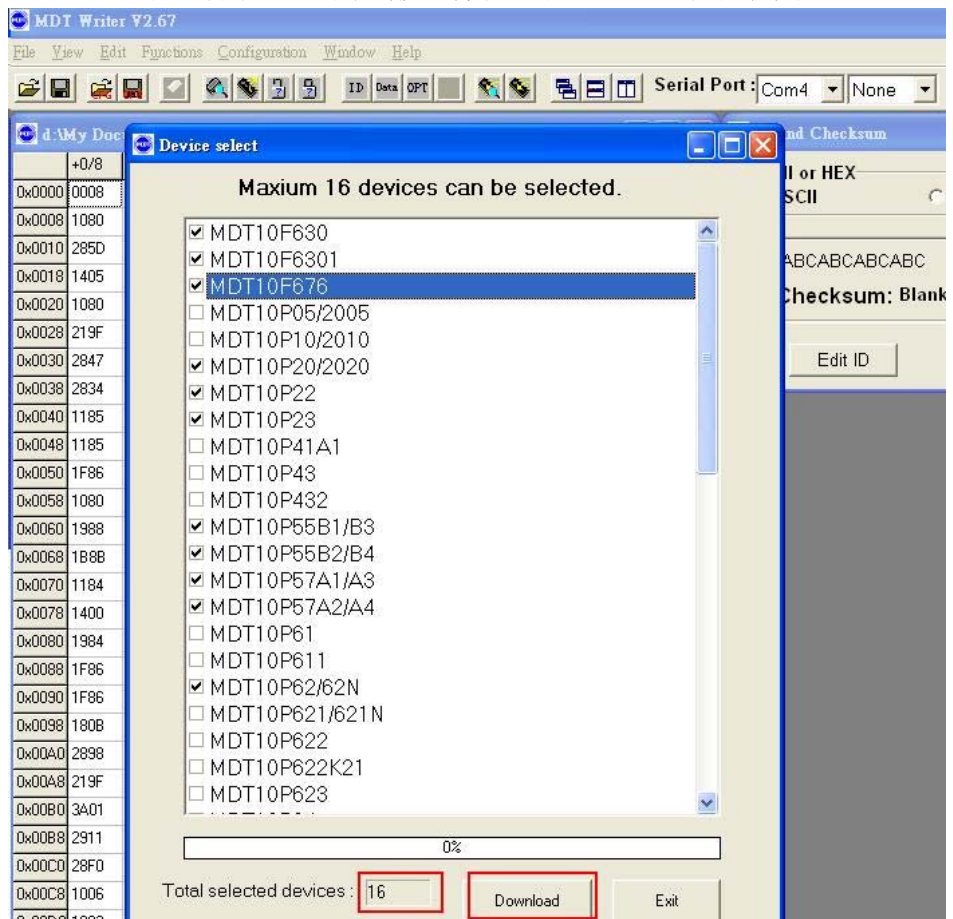 MDT Writer V2.67
File View Edit Functions Configuration Window Help
ID Data OPT Serial Port : Com4 None
d:\My Doc
Device select
nd Checksum
+0/8
Maxium 16 devices can be selected.
II or HEX
SCII
0x0000 0008
0x0008 1080
0x0010 285D
0x0018 1405
0x0020 1080
0x0028 219F
0x0030 2847
0x0038 2834
0x0040 1185
0x0048 1185
0x0050 1F86
0x0058 1080
0x0060 1988
0x0068 1B8B
0x0070 1184
0x0078 1400
0x0080 1984
0x0088 1F86
0x0090 1F86
0x0098 180B
0x00A0 2898
0x00A8 219F
0x00B0 3A01
0x00B8 2911
0x00C0 28F0
0x00C8 1006
MDT10F630
MDT10F6301
MDT10F676
MDT10P05/2005
MDT10P10/2010
MDT10P20/2020
MDT10P22
MDT10P23
MDT10P41A1
MDT10P43
MDT10P432
MDT10P55B1/B3
MDT10P55B2/B4
MDT10P57A1/A3
MDT10P57A2/A4
MDT10P61
MDT10P611
MDT10P62/62N
MDT10P621/621N
MDT10P622
MDT10P622K21
MDT10P623
ABCABCABCABC
Checksum: Blank
Edit ID
0%
Total selected devices : 16
Download
Exit